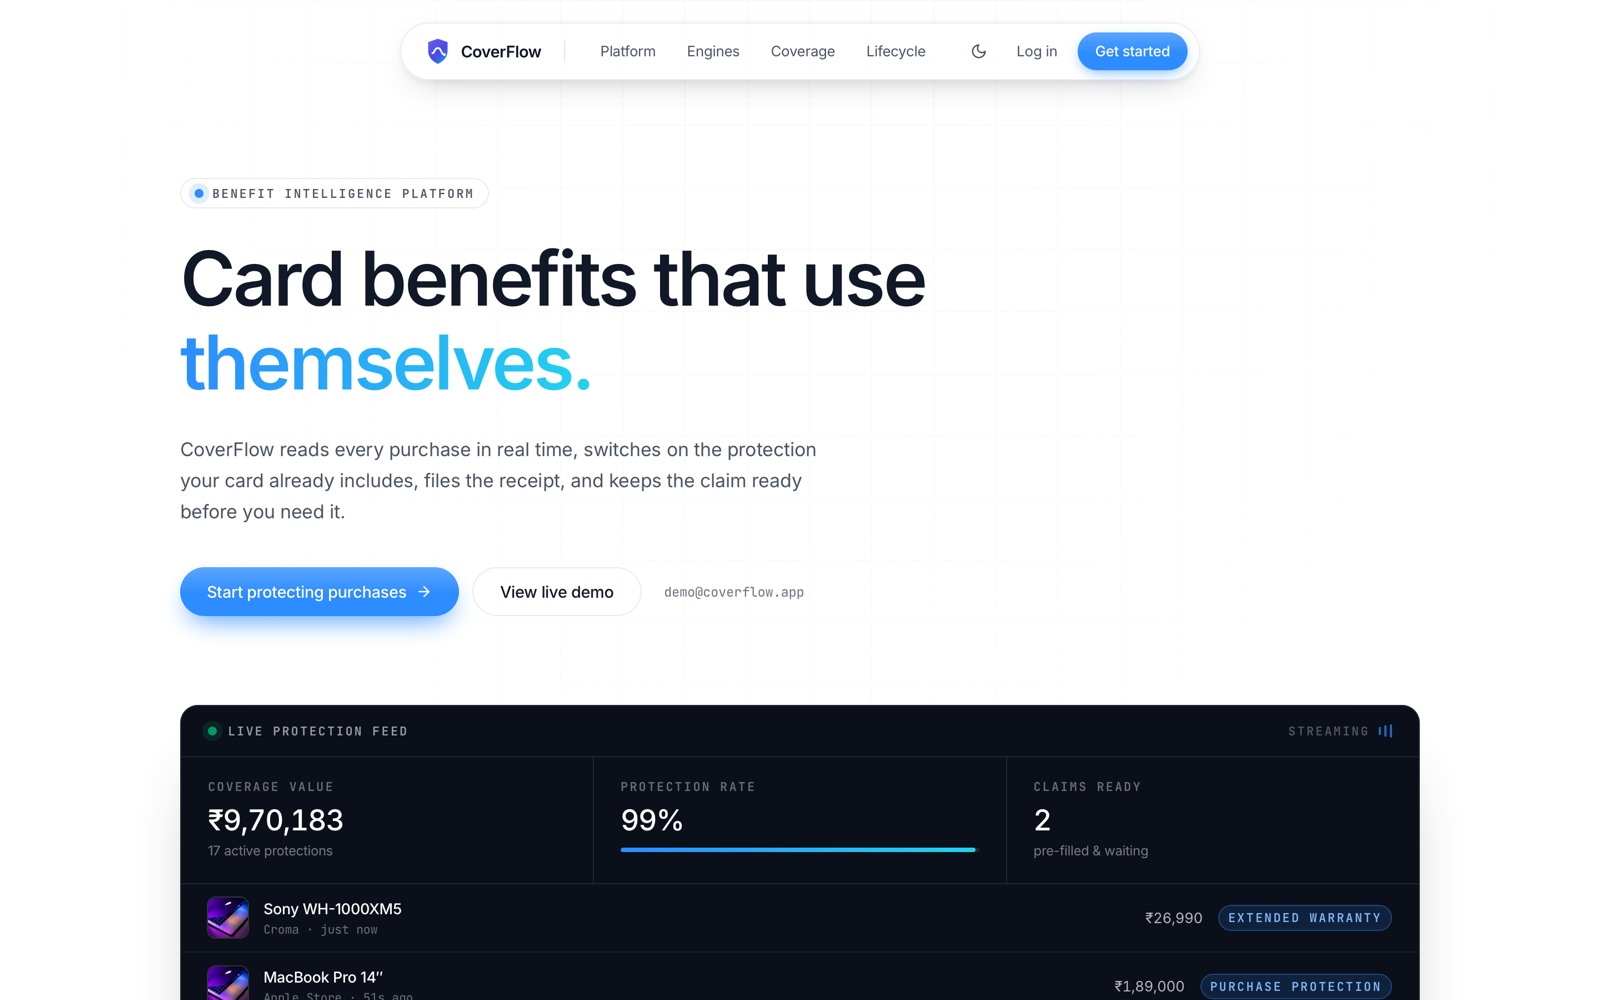 CoverFlow
Platform
Engines
Coverage
Lifecycle
Log in
Get started
BENEFIT INTELLIGENCE PLATFORM
Card benefits that use
themselves.
CoverFlow reads every purchase in real time, switches on the protection
your card already includes, files the receipt, and keeps the claim ready
before you need it.
Start protecting purchases →
View live demo
demo@coverflow.app
LIVE PROTECTION FEED
STREAMING
COVERAGE VALUE
₹9,70,183
17 active protections
PROTECTION RATE
99%
CLAIMS READY
2
pre-filled & waiting
Sony WH-1000XM5
Croma · just now
₹26,990
EXTENDED WARRANTY
MacBook Pro 14″
Apple Store · 51s ago
₹1,89,000
PURCHASE PROTECTION